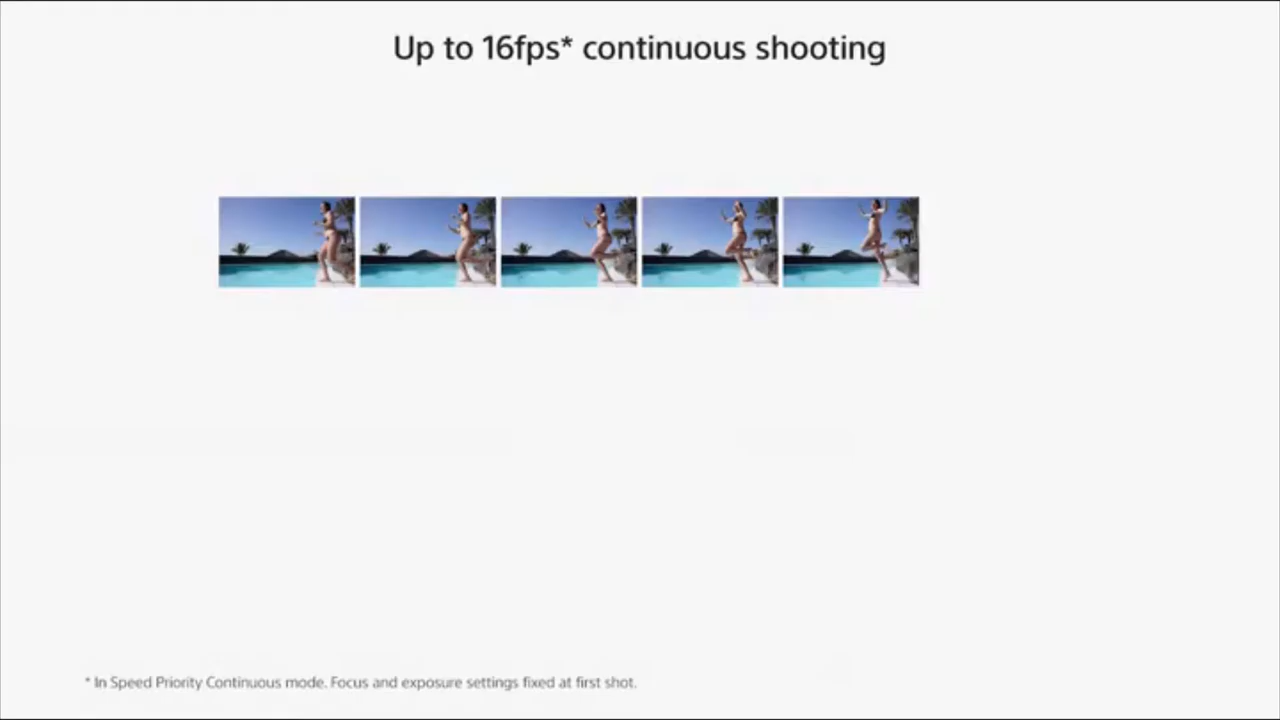 Up to 16fps* continuous shooting
* In Speed Priority Continuous mode. Focus and exposure settings fixed at first shot.